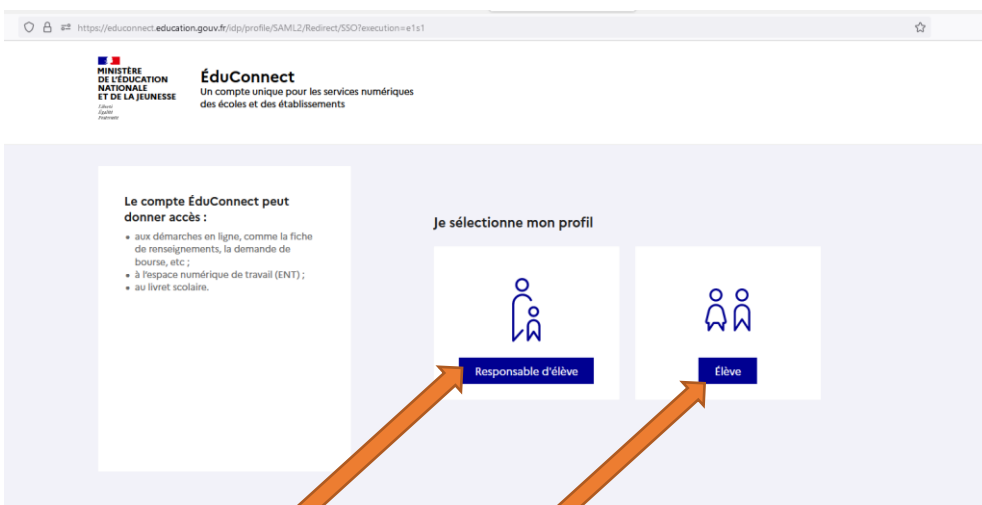 https://educonnect.education.gouv.fr/idp/profile/SAML2/Redirect/SSO?execution=e1s1
MINISTÈRE
DE L'ÉDUCATION
NATIONALE
ET DE LA JEUNESSE
Liberté
Égalité
Fraternité
ÉduConnect
Un compte unique pour les services numériques
des écoles et des établissements
Le compte ÉduConnect peut
donner accès :
• aux démarches en ligne, comme la fiche
de renseignements, la demande de
bourse, etc ;
• à l'espace numérique de travail (ENT) ;
• au livret scolaire.
Je sélectionne mon profil
Responsable d'élève
Élève